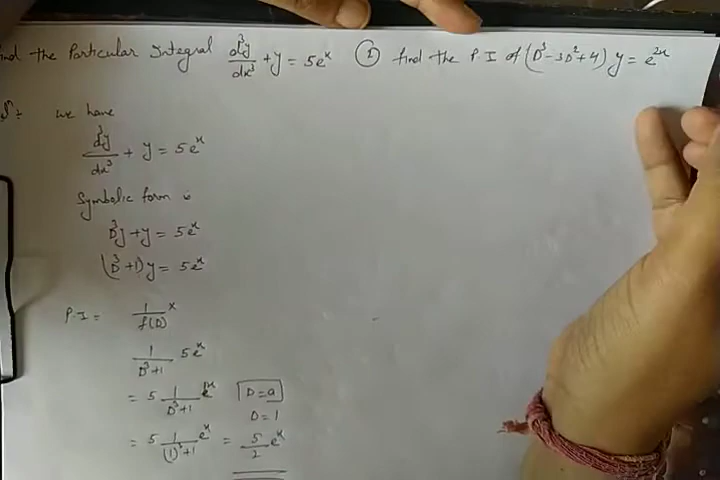 nd the Particular Integral d³y/dx³ + y = 5eˣ ② find the P.I of (D³ - 3D² + 4) y = e²ˣ
we have
d³y/dx³ + y = 5eˣ
Symbolic form is
D³y + y = 5eˣ
(D³ + 1)y = 5eˣ
P.I = 1/f(D) x
1/D³+1 5eˣ
= 5 1/D³+1 e¹ˣ D = a
D = 1
= 5 1/(1)³+1 eˣ = 5/2 eˣ